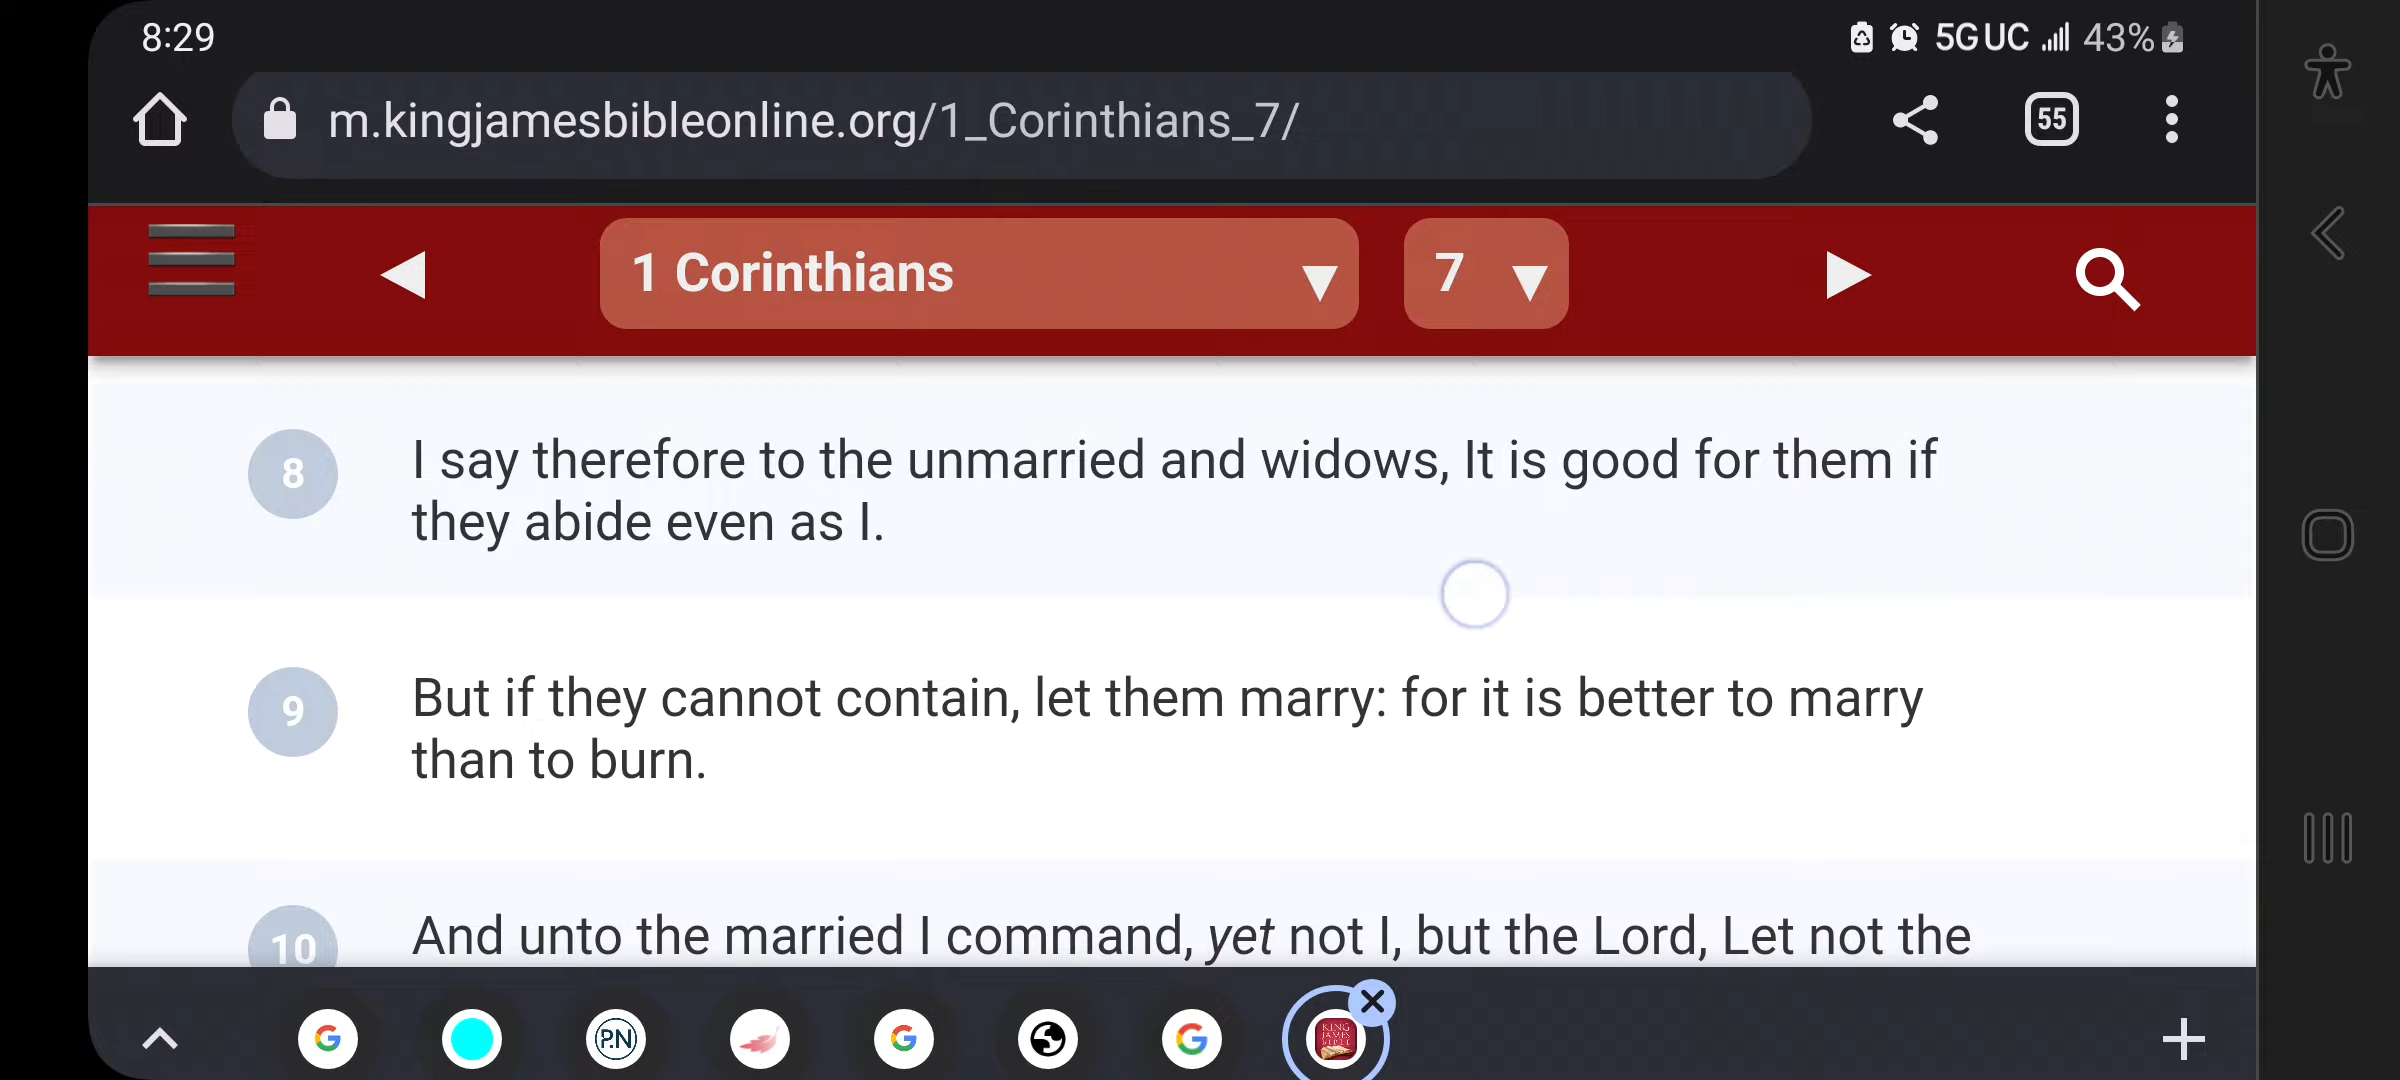 8:29
5G UC 43%
m.kingjamesbibleonline.org/1_Corinthians_7/
55
1 Corinthians
7
8
I say therefore to the unmarried and widows, It is good for them if
they abide even as I.
9
But if they cannot contain, let them marry: for it is better to marry
than to burn.
10
And unto the married I command, yet not I, but the Lord, Let not the
G
P.N
G
G
KING
JAMES
BIBLE